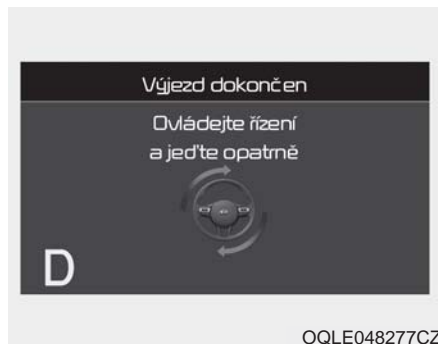 Výjezd dokončen
Ovládejte řízení
a jeďte opatrně
D
OQLE048277CZ